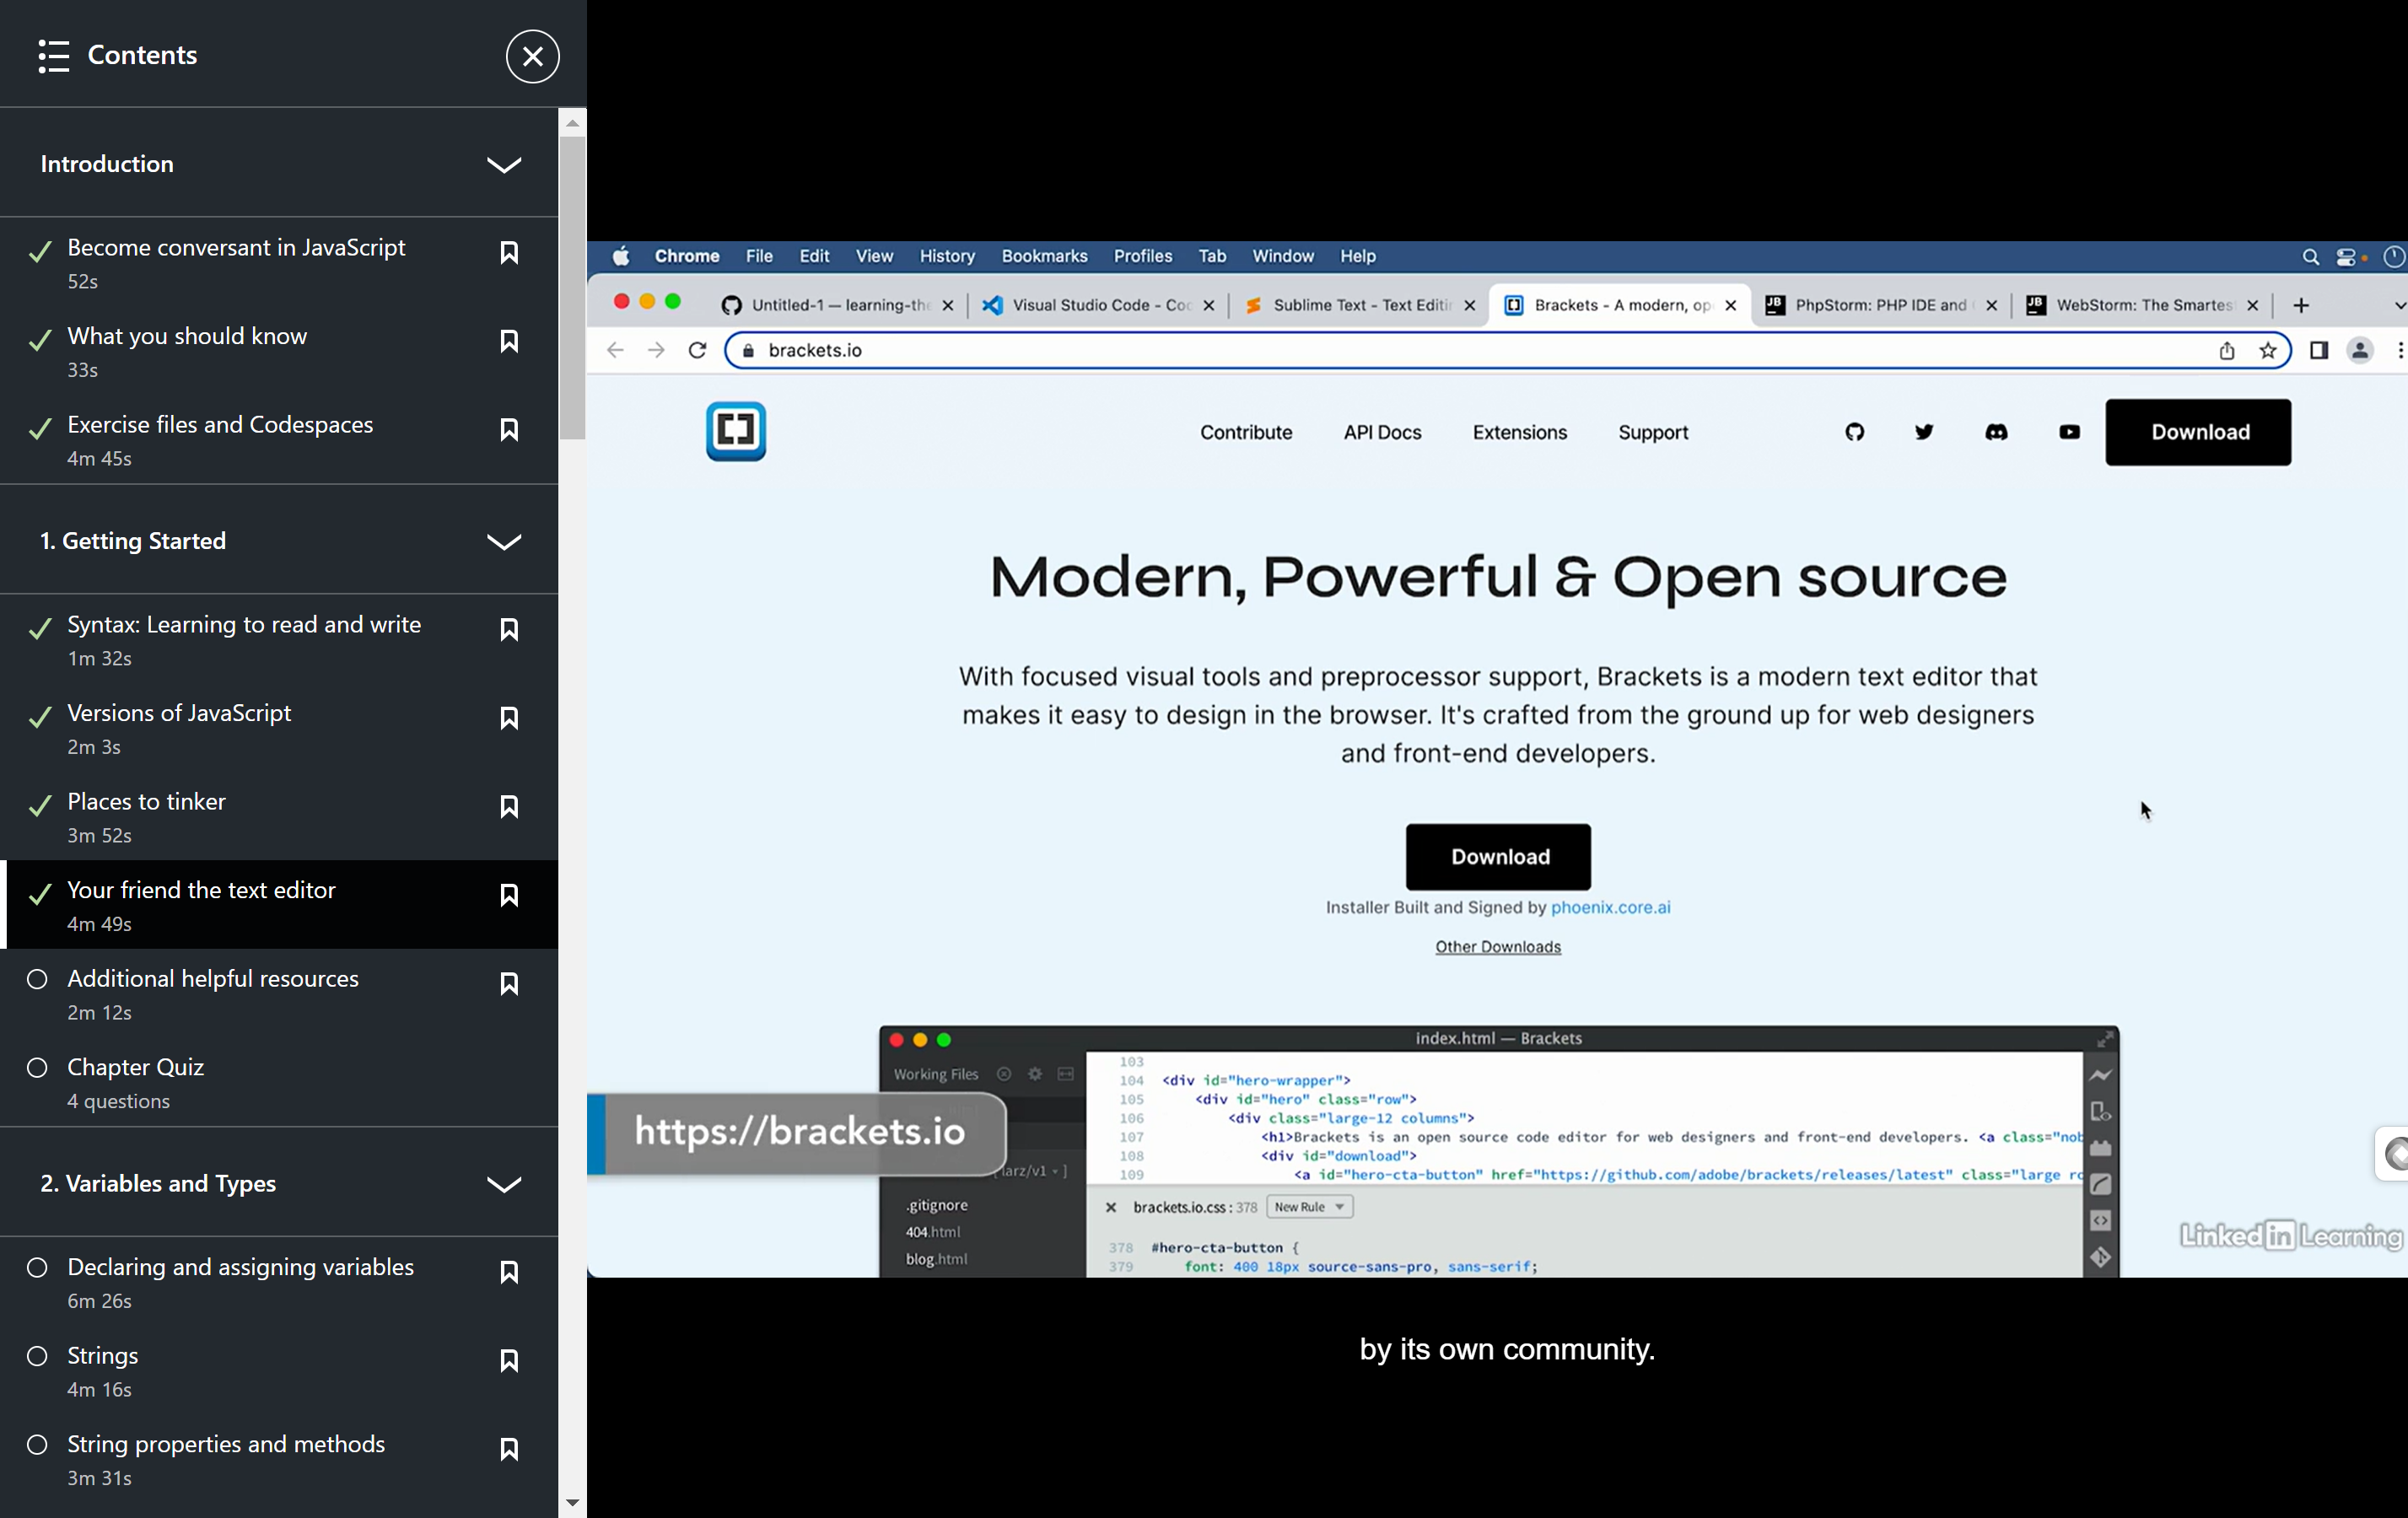 Contents
Introduction
Become conversant in JavaScript
52s
What you should know
33s
Exercise files and Codespaces
4m 45s
1. Getting Started
Syntax: Learning to read and write
1m 32s
Versions of JavaScript
2m 3s
Places to tinker
3m 52s
Your friend the text editor
4m 49s
Additional helpful resources
2m 12s
Chapter Quiz
4 questions
2. Variables and Types
Declaring and assigning variables
6m 26s
Strings
4m 16s
String properties and methods
3m 31s
Chrome File Edit View History Bookmarks Profiles Tab Window Help
Untitled-1 — learning-the
Visual Studio Code - Coc
Sublime Text - Text Editi
Brackets - A modern, op
PhpStorm: PHP IDE and
WebStorm: The Smartes
brackets.io
Contribute API Docs Extensions Support Download
Modern, Powerful & Open source
With focused visual tools and preprocessor support, Brackets is a modern text editor that
makes it easy to design in the browser. It's crafted from the ground up for web designers
and front-end developers.
Download
Installer Built and Signed by phoenix.core.ai
Other Downloads
index.html — Brackets
Working Files
103
104 <div id="hero-wrapper">
105 <div id="hero" class="row">
106 <div class="large-12 columns">
107 <h1>Brackets is an open source code editor for web designers and front-end developers. <a class="nob
108 <div id="download">
109 <a id="hero-cta-button" href="https://github.com/adobe/brackets/releases/latest" class="large ro
https://brackets.io
larz/v1 ]
.gitignore
404.html
blog.html
brackets.io.css : 378 New Rule
378 #hero-cta-button {
379 font: 400 18px source-sans-pro, sans-serif;
LinkedIn Learning
by its own community.